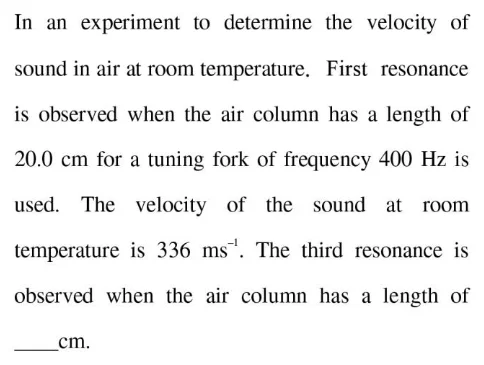 In an experiment to determine the velocity of
sound in air at room temperature. First resonance
is observed when the air column has a length of
20.0 cm for a tuning fork of frequency 400 Hz is
used. The velocity of the sound at room
temperature is 336 ms⁻¹. The third resonance is
observed when the air column has a length of
____cm.